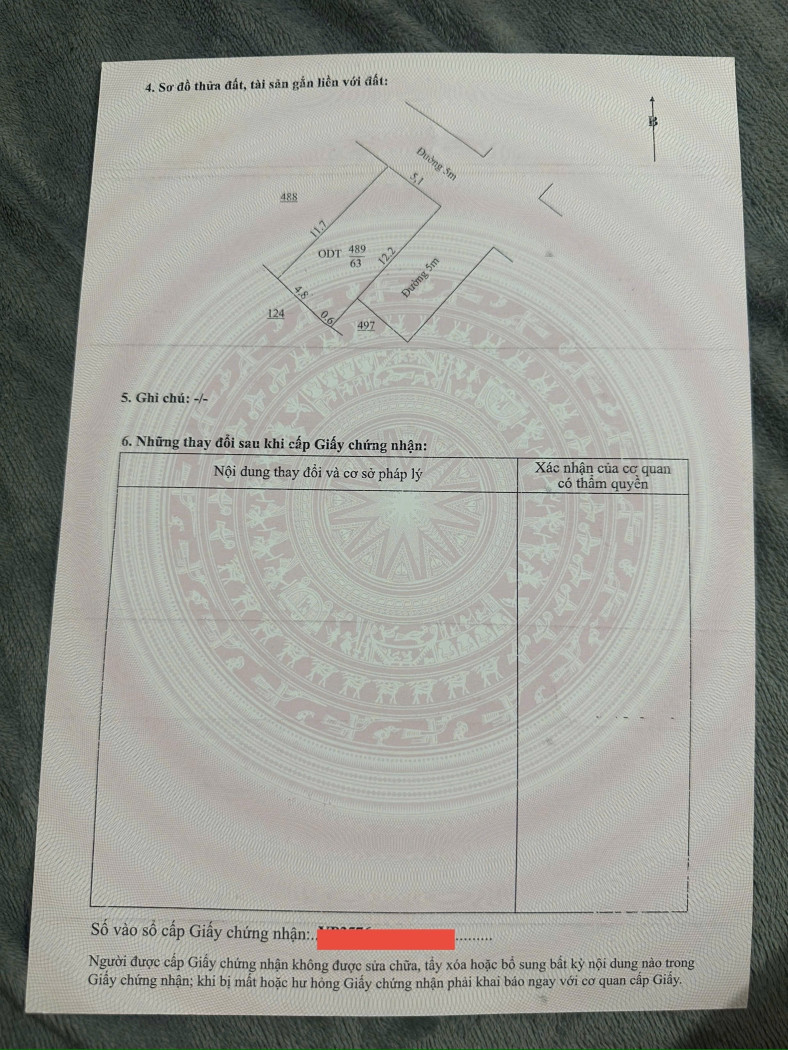 4. Sơ đồ thửa đất, tài sản gắn liền với đất:
B
Đường 5m
5,1
488
11,7
ODT 489
63
12,2
Đường 5m
4,8
0,6
124
497
5. Ghi chú: -/-
6. Những thay đổi sau khi cấp Giấy chứng nhận:
Nội dung thay đổi và cơ sở pháp lý
Xác nhận của cơ quan
có thẩm quyền
Số vào sổ cấp Giấy chứng nhận:..
Người được cấp Giấy chứng nhận không được sửa chữa, tẩy xóa hoặc bổ sung bất kỳ nội dung nào trong
Giấy chứng nhận; khi bị mất hoặc hư hỏng Giấy chứng nhận phải khai báo ngay với cơ quan cấp Giấy.